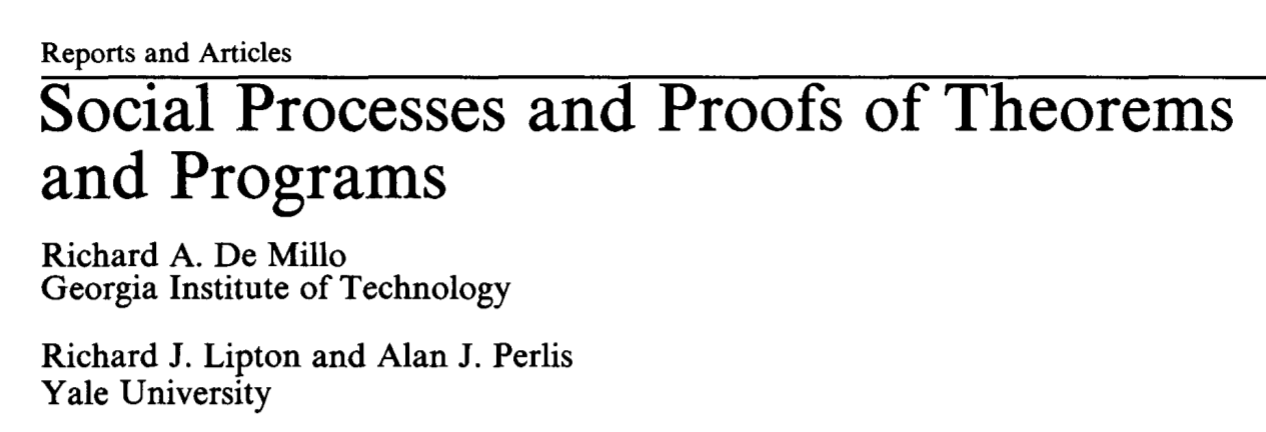 Reports and Articles
Social Processes and Proofs of Theorems
and Programs
Richard A. De Millo
Georgia Institute of Technology
Richard J. Lipton and Alan J. Perlis
Yale University